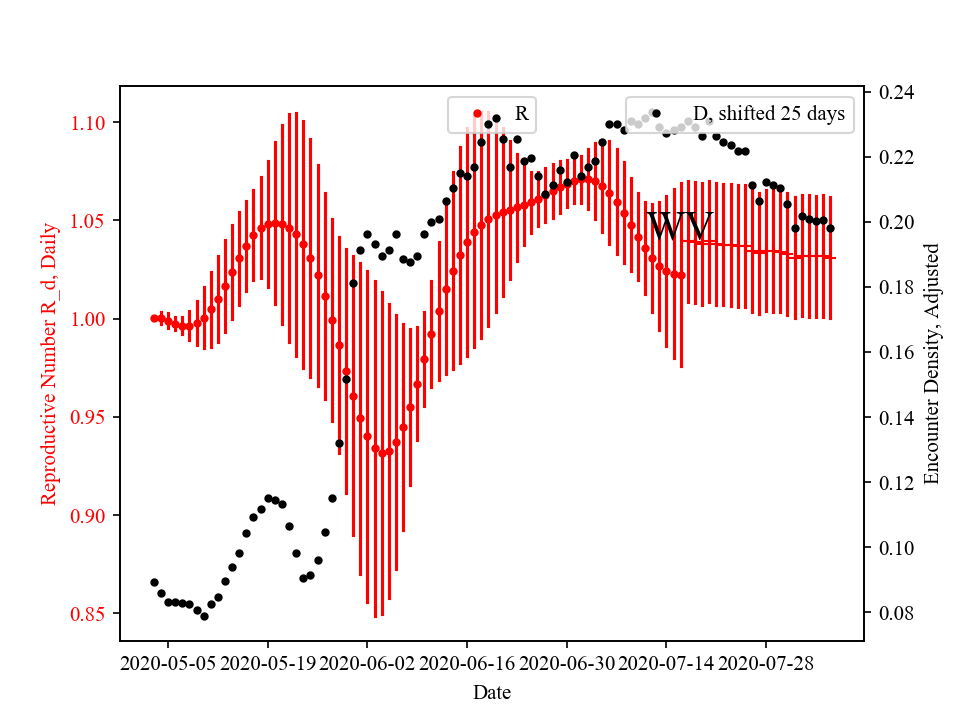 R
D, shifted 25 days
WV
Reproductive Number R_d, Daily
1.10
1.05
1.00
0.95
0.90
0.85
0.24
0.22
0.20
0.18
0.16
0.14
0.12
0.10
0.08
Encounter Density, Adjusted
2020-05-05 2020-05-19 2020-06-02 2020-06-16 2020-06-30 2020-07-14 2020-07-28
Date